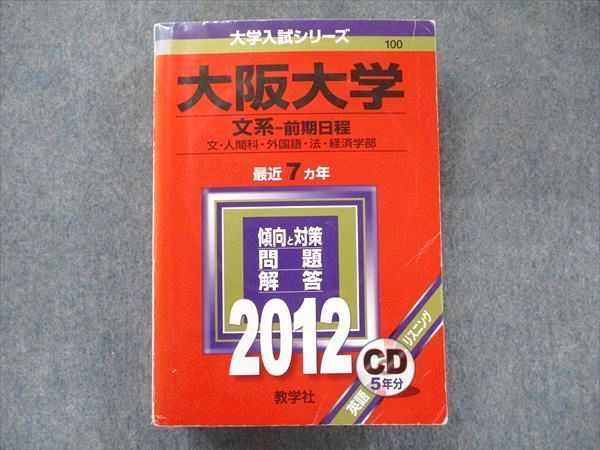 大学入試シリーズ
100
大阪大学
文系-前期日程
文・人間科・外国語・法・経済学部
最近7ヵ年
傾向と対策
問題
解答
2012
CD
5年分
英語
リスニング
教学社